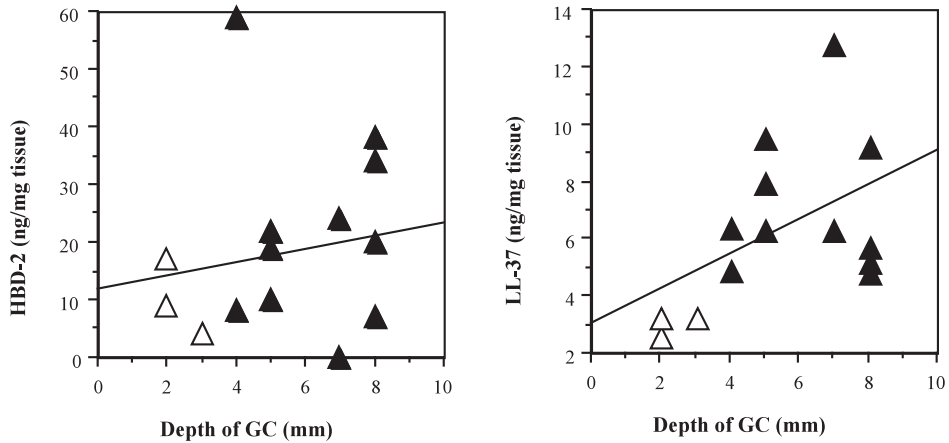 60
50
40
30
20
10
0
HBD-2 (ng/mg tissue)
0 2 4 6 8 10
Depth of GC (mm)
14
12
10
8
6
4
2
LL-37 (ng/mg tissue)
0 2 4 6 8 10
Depth of GC (mm)